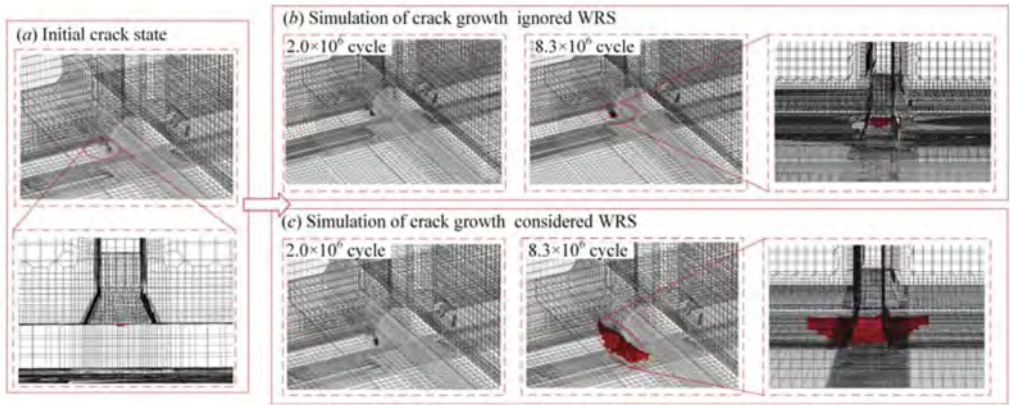 (a) Initial crack state
(b) Simulation of crack growth ignored WRS
2.0×10⁶ cycle
8.3×10⁶ cycle
(c) Simulation of crack growth considered WRS
2.0×10⁶ cycle
8.3×10⁶ cycle